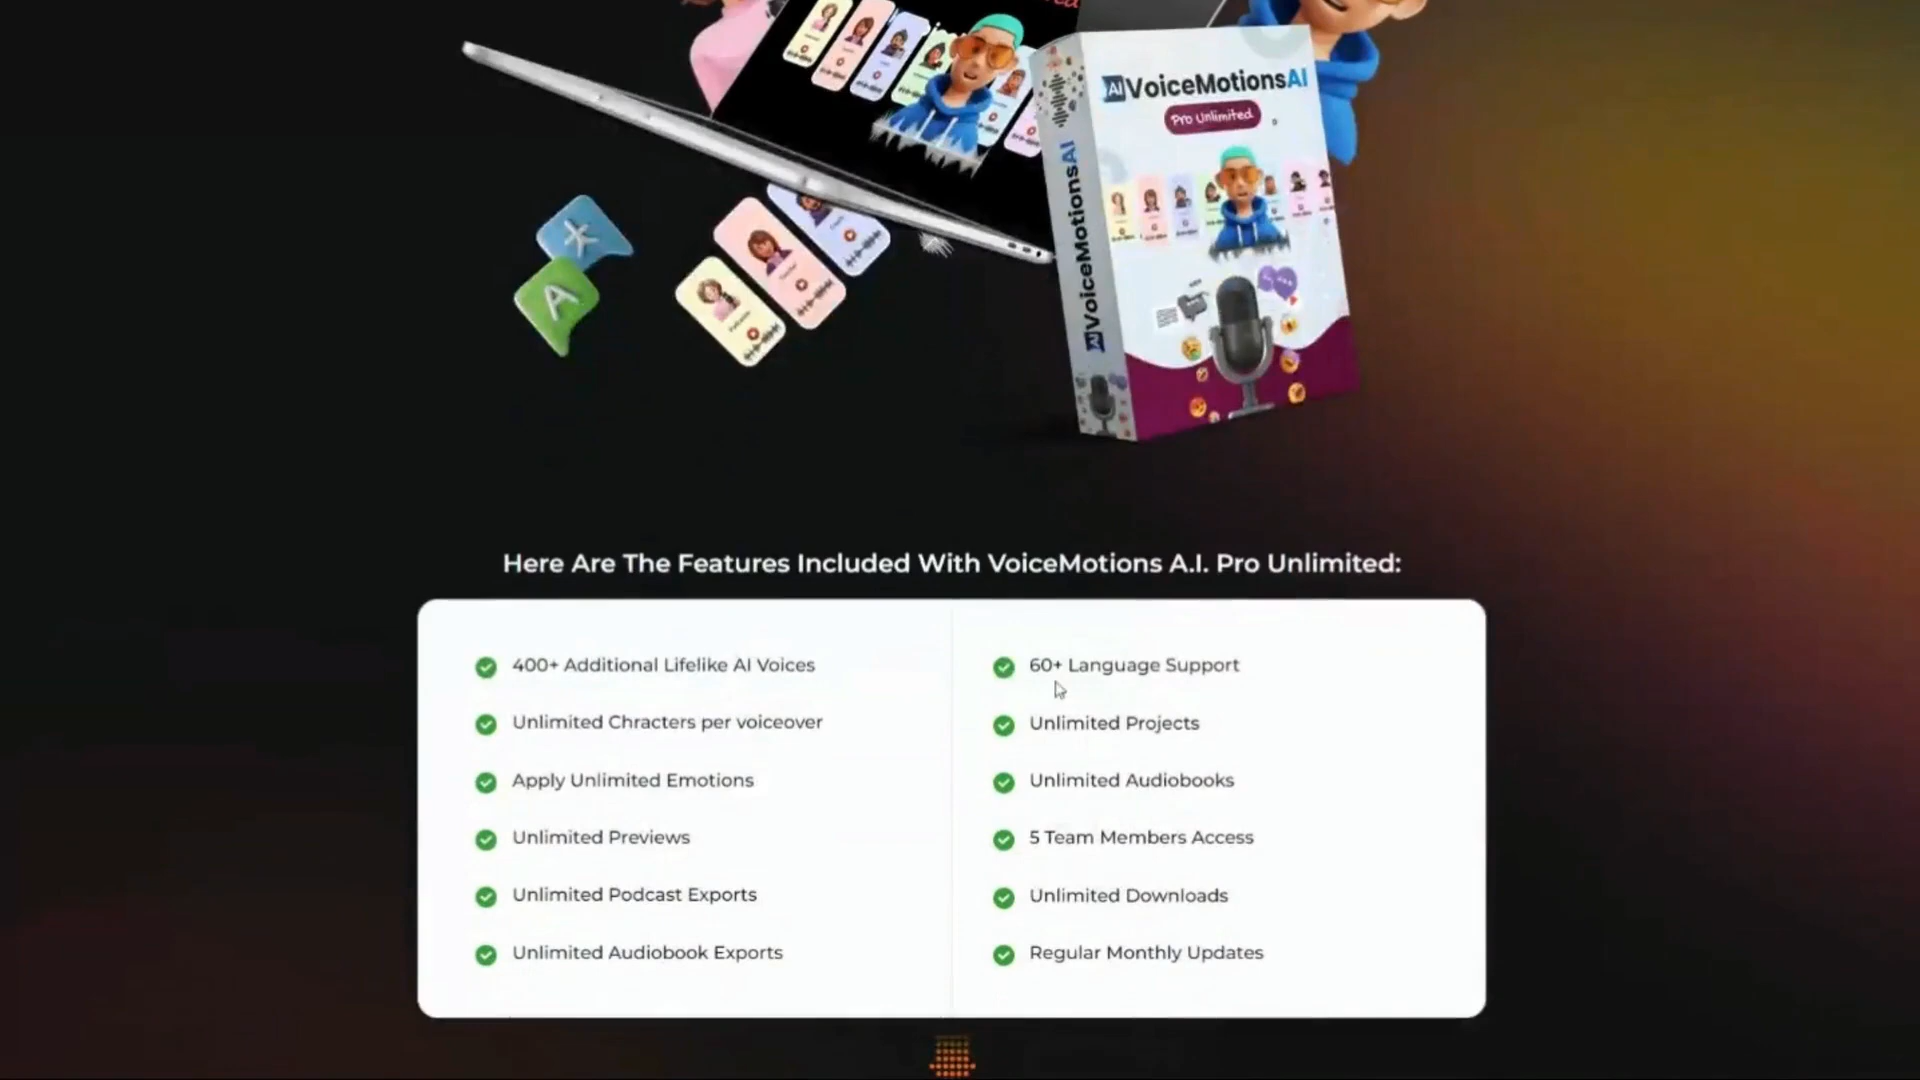 AI VoiceMotionsAI
Pro Unlimited
AI VoiceMotionsAI
A
Here Are The Features Included With VoiceMotions A.I. Pro Unlimited:
400+ Additional Lifelike AI Voices
Unlimited Chracters per voiceover
Apply Unlimited Emotions
Unlimited Previews
Unlimited Podcast Exports
Unlimited Audiobook Exports
60+ Language Support
Unlimited Projects
Unlimited Audiobooks
5 Team Members Access
Unlimited Downloads
Regular Monthly Updates